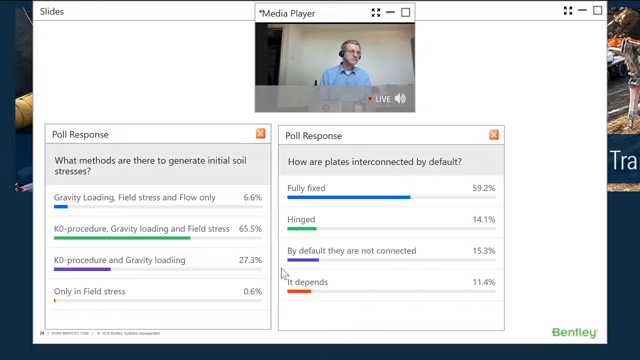 Slides
*Media Player
LIVE
Poll Response
What methods are there to generate initial soil
stresses?
Gravity Loading, Field stress and Flow only 6.6%
K0-procedure, Gravity loading and Field stress 65.5%
K0-procedure and Gravity loadiing 27.3%
Only in Field stress 0.6%
Poll Response
How are plates interconnected by default?
Fully fixed 59.2%
Hinged 14.1%
By default they are not connected 15.3%
It depends 11.4%
Tra
Bentley